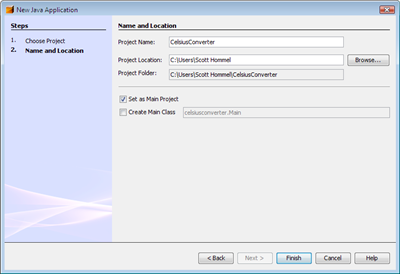 New Java Application
Steps
1. Choose Project
2. Name and Location
Name and Location
Project Name: CelsiusConverter
Project Location: C:\Users\Scott Hommel Browse...
Project Folder: C:\Users\Scott Hommel\CelsiusConverter
Set as Main Project
Create Main Class celsiusconverter.Main
< Back Next > Finish Cancel Help